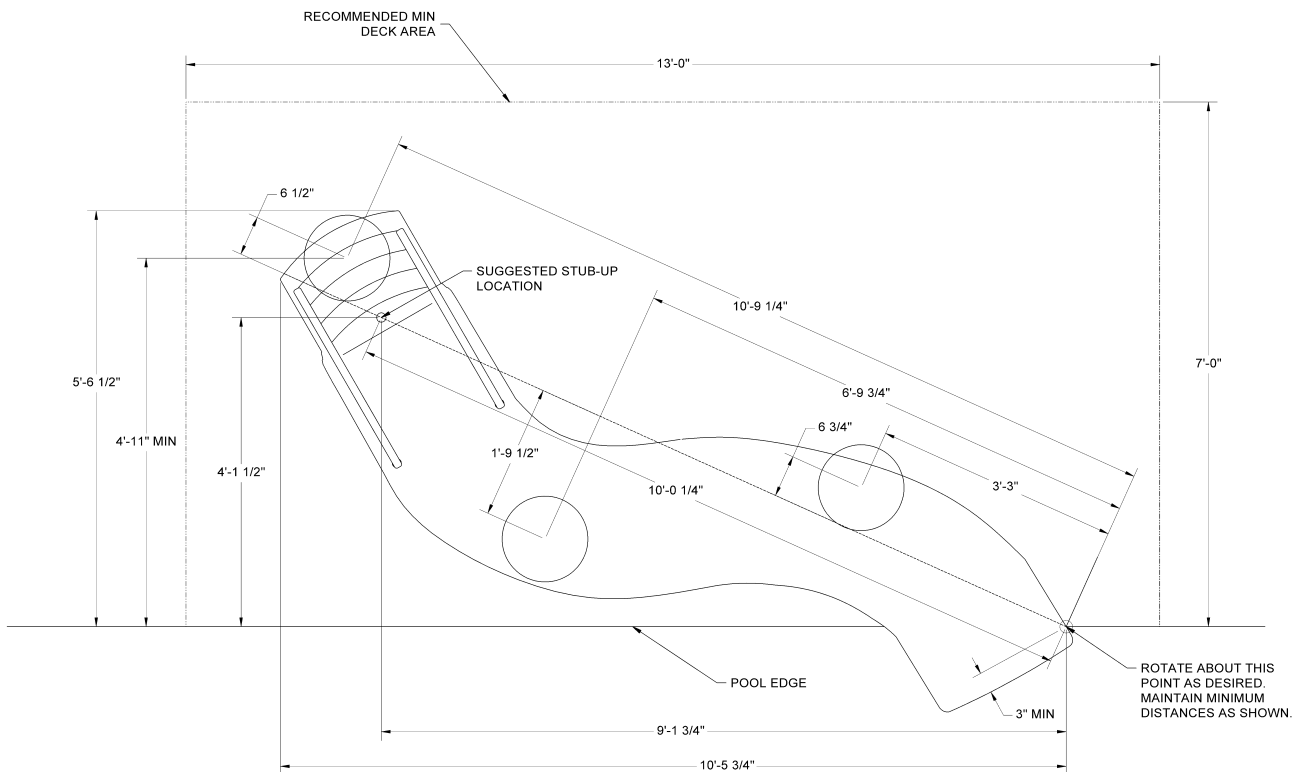 RECOMMENDED MIN
DECK AREA
13'-0"
6 1/2"
SUGGESTED STUB-UP
LOCATION
10'-9 1/4"
7'-0"
5'-6 1/2"
6'-9 3/4"
4'-11" MIN
6 3/4"
1'-9 1/2"
4'-1 1/2"
10'-0 1/4"
3'-3"
POOL EDGE
ROTATE ABOUT THIS
POINT AS DESIRED.
MAINTAIN MINIMUM
DISTANCES AS SHOWN.
3" MIN
9'-1 3/4"
10'-5 3/4"